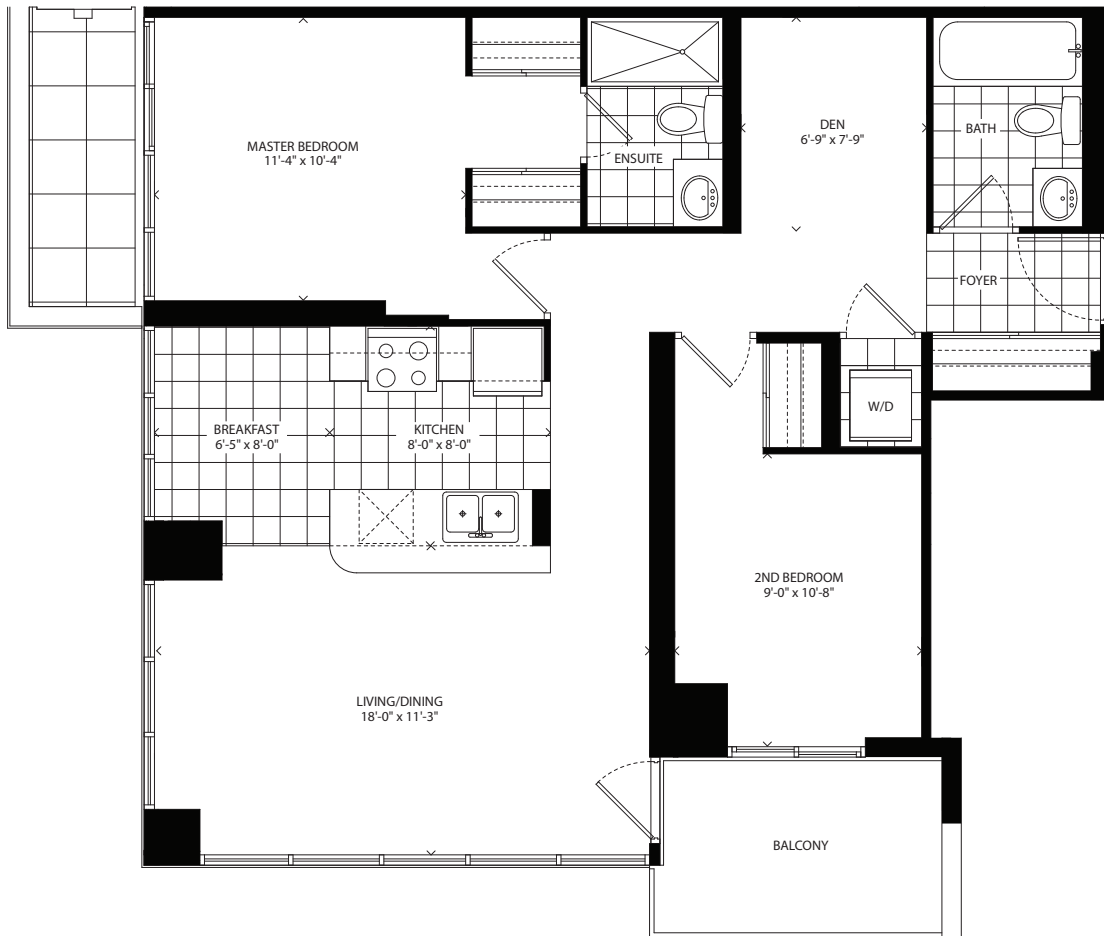 MASTER BEDROOM
11'-4" x 10'-4"
ENSUITE
DEN
6'-9" x 7'-9"
BATH
FOYER
BREAKFAST
6'-5" x 8'-0"
KITCHEN
8'-0" x 8'-0"
W/D
2ND BEDROOM
9'-0" x 10'-8"
LIVING/DINING
18'-0" x 11'-3"
BALCONY